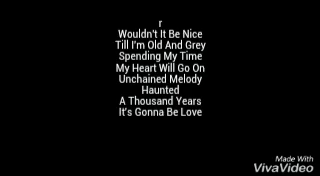 r
Wouldn't It Be Nice
Till I'm Old And Grey
Spending My Time
My Heart Will Go On
Unchained Melody
Haunted
A Thousand Years
It's Gonna Be Love
Made With
VivaVideo